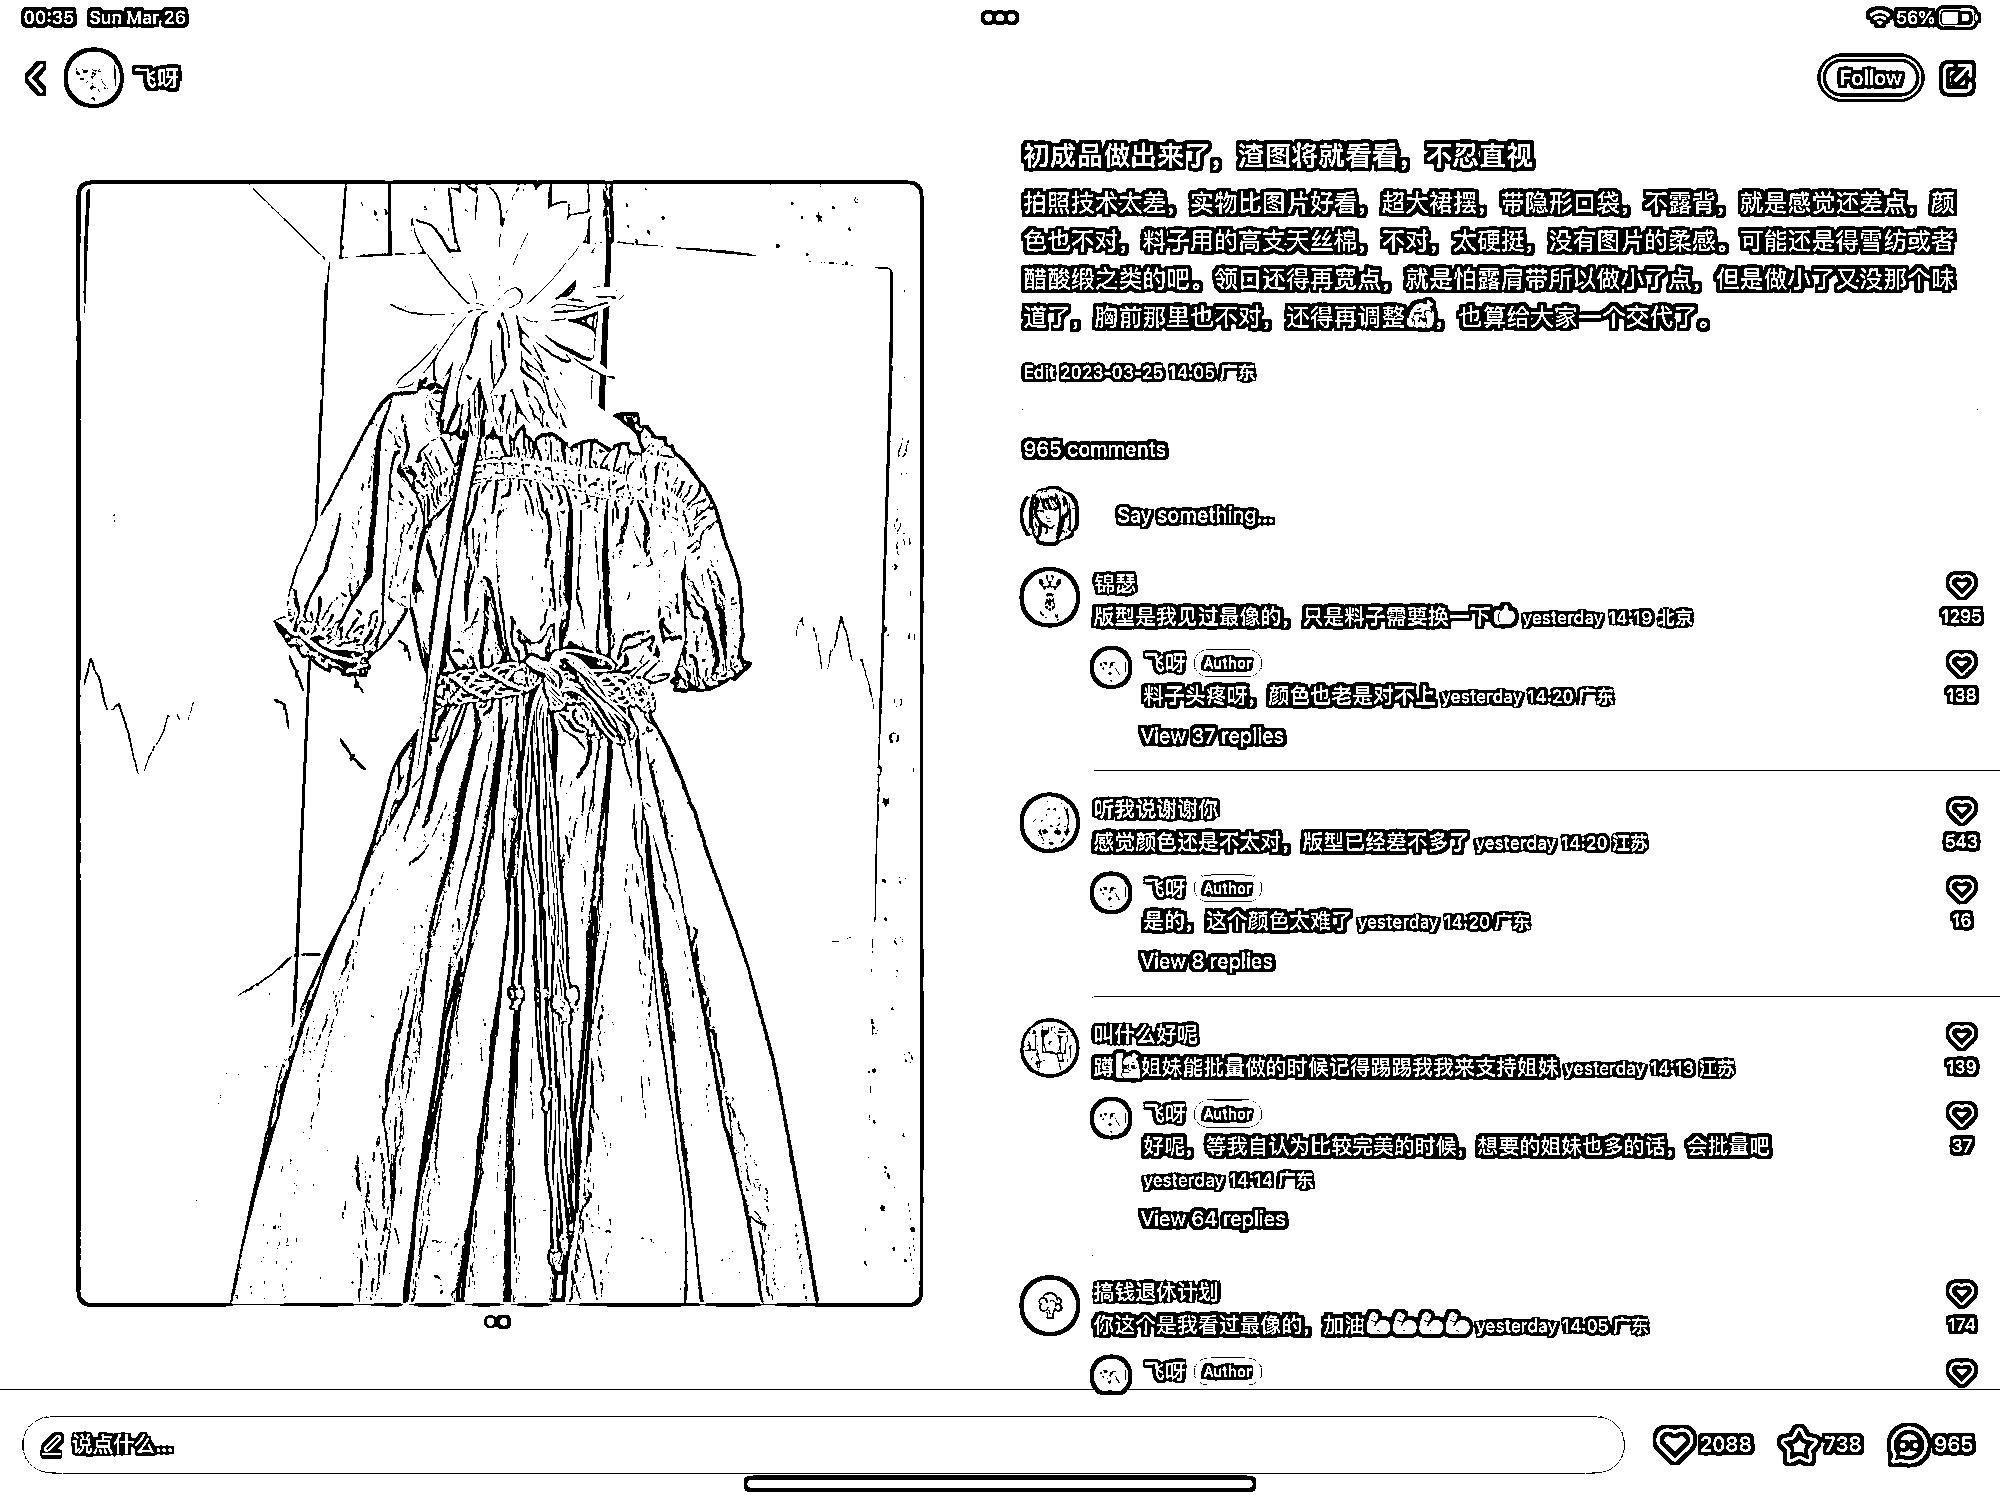 00:35 Sun Mar 26
56%
飞呀
Follow
初成品做出来了，渣图将就看看，不忍直视
拍照技术太差，实物比图片好看，超大裙摆，带隐形口袋，不露背，就是感觉还差点，颜
色也不对，料子用的高支天丝棉，不对，太硬挺，没有图片的柔感。可能还是得雪纺或者
醋酸缎之类的吧。领口还得再宽点，就是怕露肩带所以做小了点，但是做小了又没那个味
道了，胸前那里也不对，还得再调整，也算给大家一个交代了。
Edit 2023-03-25 14:05 广东
965 comments
Say something...
锦瑟
版型是我见过最像的，只是料子需要换一下 yesterday 14:19 北京
1295
飞呀 Author
料子头疼呀，颜色也老是对不上 yesterday 14:20 广东
138
View 37 replies
听我说谢谢你
感觉颜色还是不太对，版型已经差不多了 yesterday 14:20 江苏
543
飞呀 Author
是的，这个颜色太难了 yesterday 14:20 广东
16
View 8 replies
叫什么好呢
蹲姐妹能批量做的时候记得踢踢我我来支持姐妹 yesterday 14:13 江苏
139
飞呀 Author
好呢，等我自认为比较完美的时候，想要的姐妹也多的话，会批量吧
37
yesterday 14:14 广东
View 64 replies
搞钱退休计划
你这个是我看过最像的，加油 yesterday 14:05 广东
174
飞呀 Author
说点什么...
2088 738 965